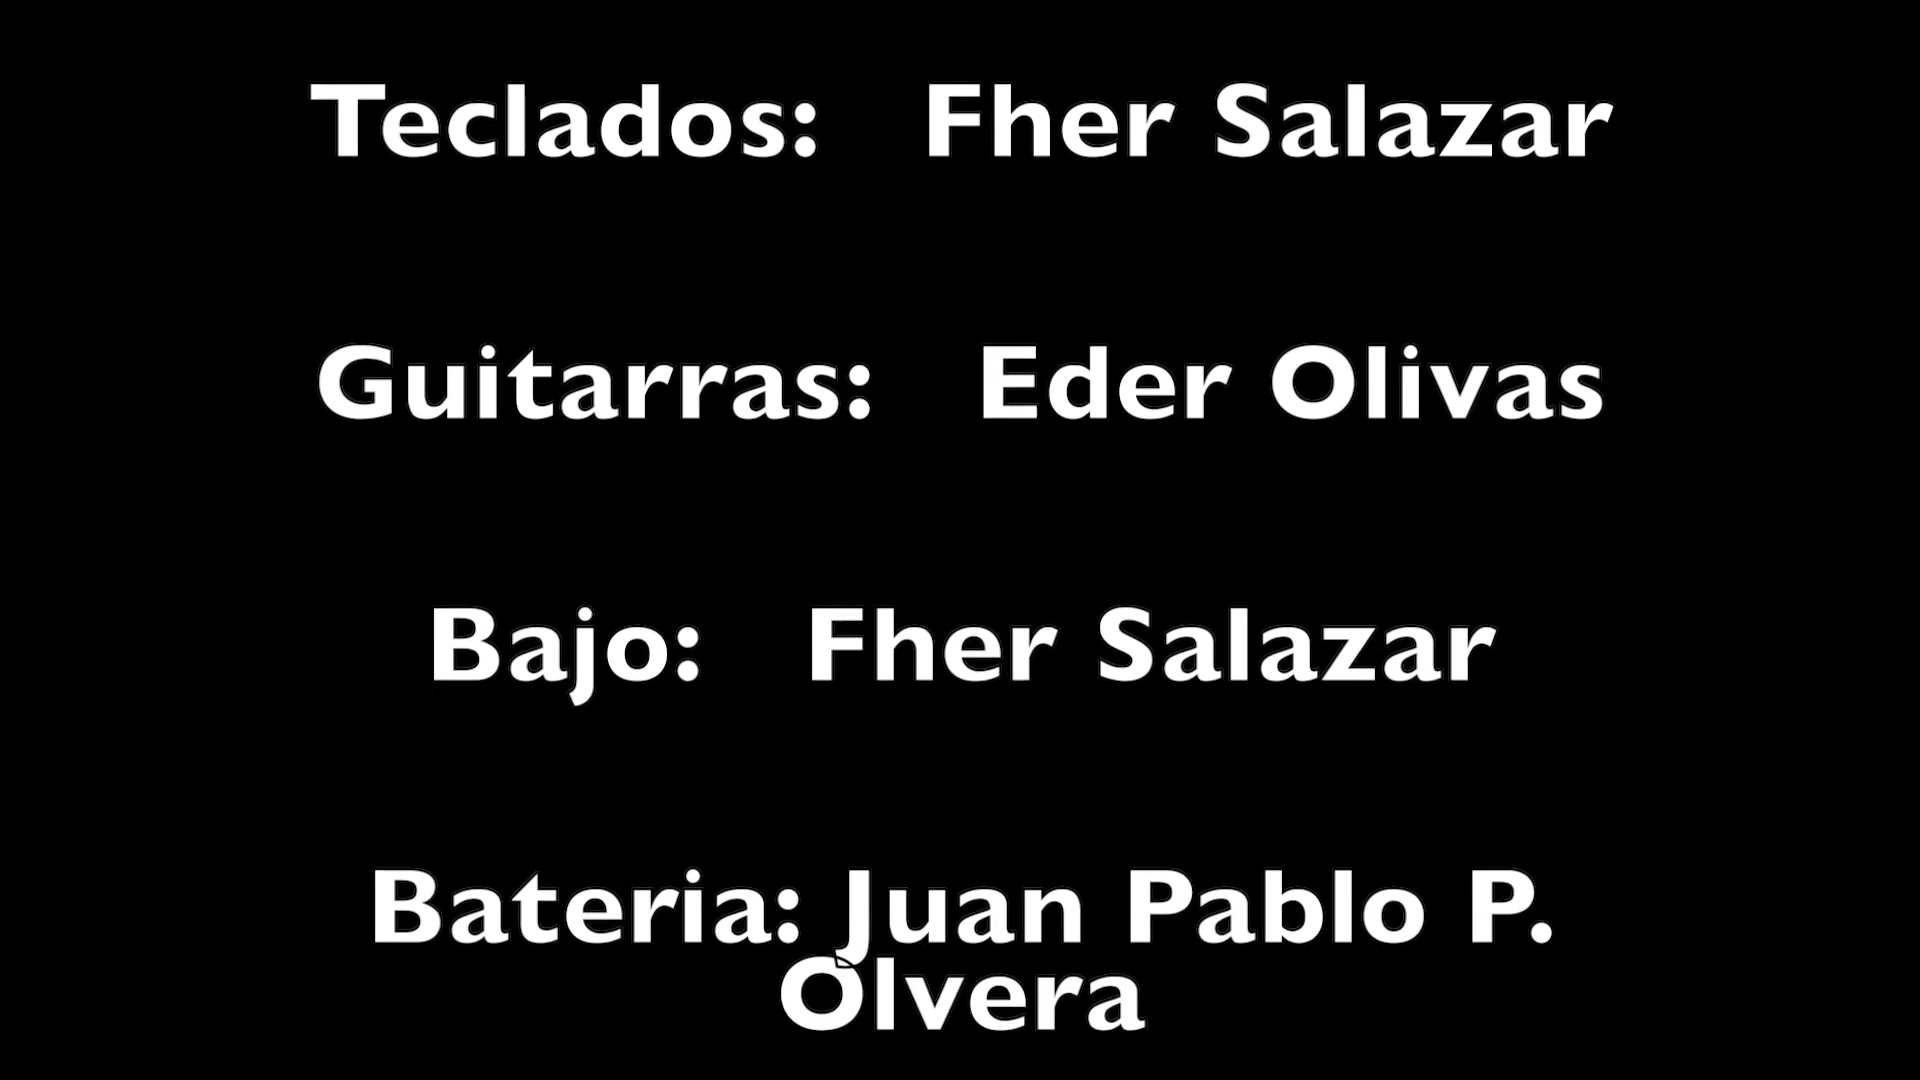 Teclados: Fher Salazar
Guitarras: Eder Olivas
Bajo: Fher Salazar
Bateria: Juan Pablo P.
Olvera